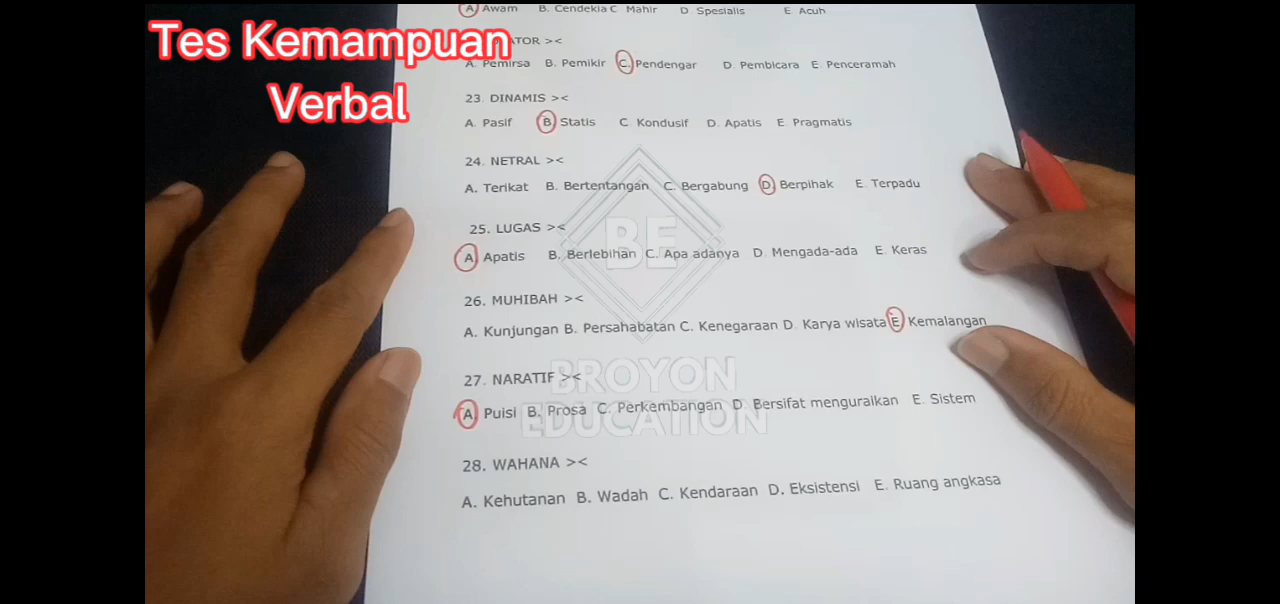 Tes Kemampuan
Verbal
A. Awam B. Cendekia C Mahir D Spesialis E. Acuh
ATOR ><
A. Pemirsa B. Pemikir C. Pendengar D. Pembicara E. Penceramah
23. DINAMIS ><
A. Pasif B. Statis C. Kondusif D. Apatis E. Pragmatis
24. NETRAL ><
A. Terikat B. Bertentangan C. Bergabung D. Berpihak E. Terpadu
25. LUGAS ><
A. Apatis B. Berlebihan C. Apa adanya D. Mengada-ada E. Keras
26. MUHIBAH ><
A. Kunjungan B. Persahabatan C. Kenegaraan D. Karya wisata E. Kemalangan
27. NARATIF ><
A. Puisi B. Prosa C. Perkembangan D. Bersifat menguraikan E. Sistem
28. WAHANA ><
A. Kehutanan B. Wadah C. Kendaraan D. Eksistensi E. Ruang angkasa
BE
BROYON
EDUCATION